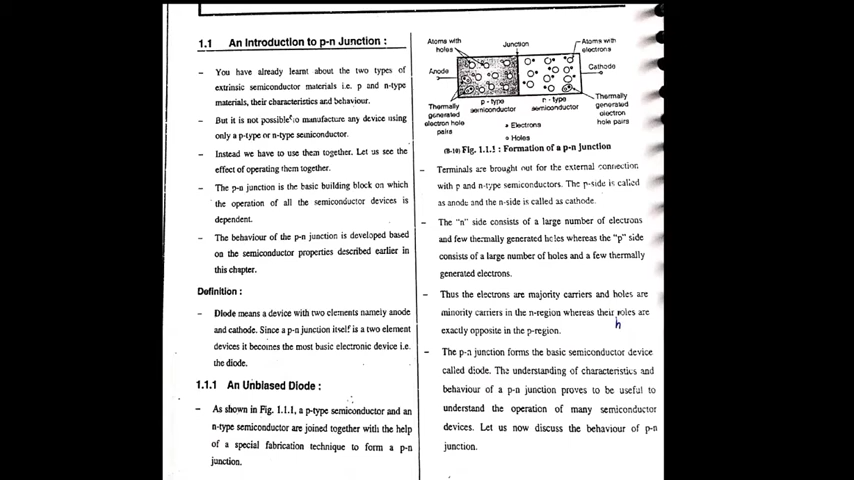 1.1 An Introduction to p-n Junction :
- You have already learnt about the two types of
extrinsic semiconductor materials i.e. p and n-type
materials, their characteristics and behaviour.
- But it is not possible to manufacture any device using
only a p-type or n-type semiconductor.
- Instead we have to use them together. Let us see the
effect of operating them together.
- The p-n junction is the basic building block on which
the operation of all the semiconductor devices is
dependent.
- The behaviour of the p-n junction is developed based
on the semiconductor properties described earlier in
this chapter.
Definition :
- Diode means a device with two elements namely anode
and cathode. Since a p-n junction itself is a two element
devices it becomes the most basic electronic device i.e.
the diode.
1.1.1 An Unbiased Diode :
- As shown in Fig. 1.1.1, a p-type semiconductor and an
n-type semiconductor are joined together with the help
of a special fabrication technique to form a p-n
junction.
Atoms with
holes
Junction
Atoms with
electrons
Anode
Cathode
Thermally
generated
electron hole
pairs
p - type
semiconductor
n - type
semiconductor
Thermally
generated
electron
hole pairs
Electrons
Holes
(B-10) Fig. 1.1.1 : Formation of a p-n junction
- Terminals are brought out for the external connection
with p and n-type semiconductors. The p-side is called
as anode and the n-side is called as cathode.
- The "n" side consists of a large number of electrons
and few thermally generated holes whereas the "p" side
consists of a large number of holes and a few thermally
generated electrons.
- Thus the electrons are majority carriers and holes are
minority carriers in the n-region whereas their roles are
h
exactly opposite in the p-region.
- The p-n junction forms the basic semiconductor device
called diode. The understanding of characteristics and
behaviour of a p-n junction proves to be useful to
understand the operation of many semiconductor
devices. Let us now discuss the behaviour of p-n
junction.